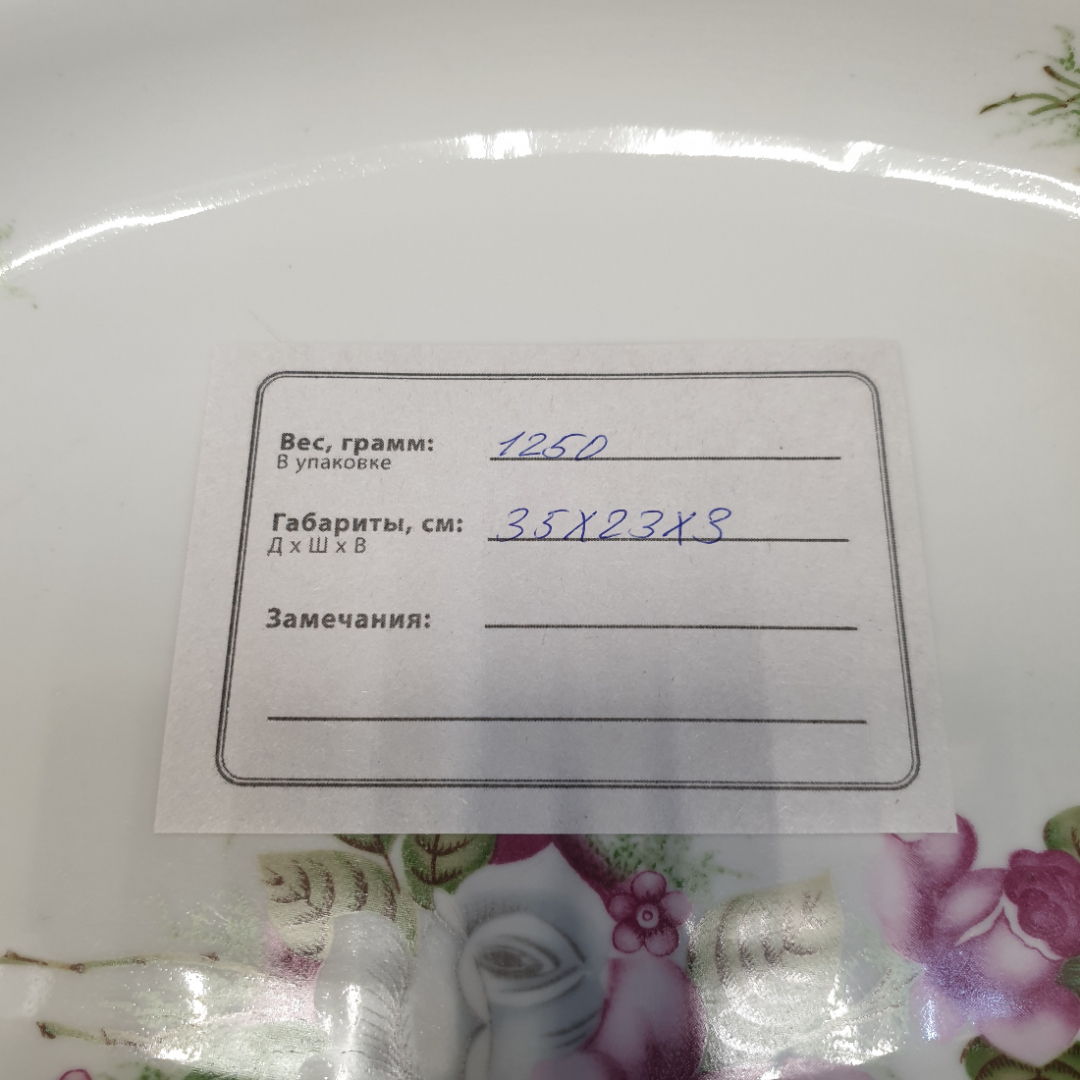 Вес, грамм: 1250
В упаковке
Габариты, см: 35X23X3
Д х Ш х В
Замечания: